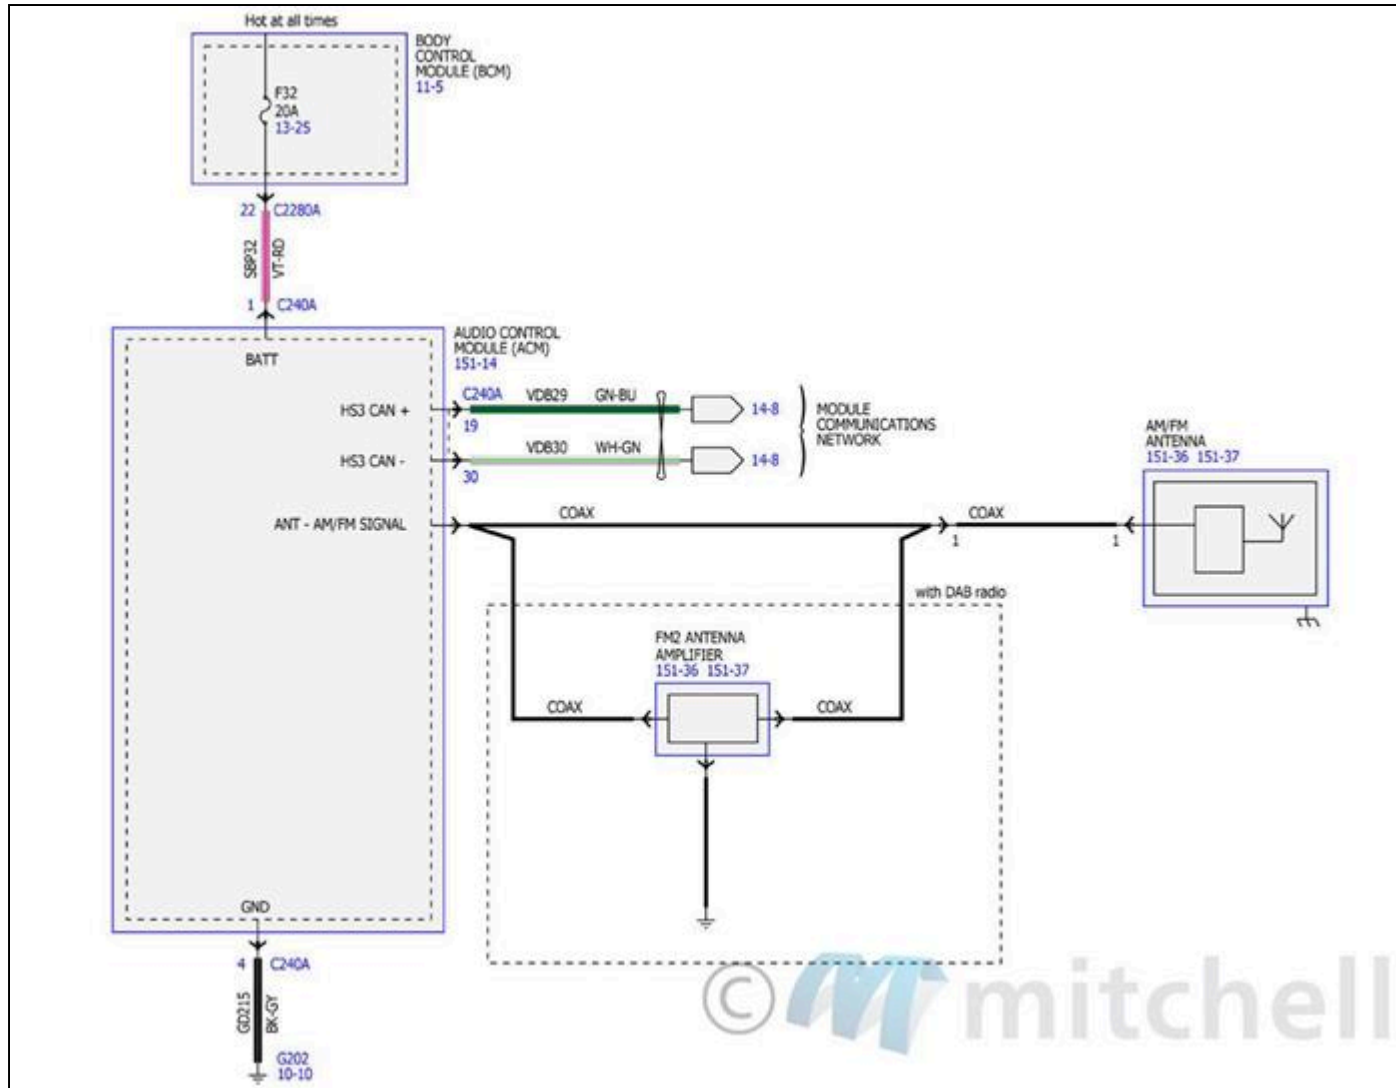 Hot at all times
BODY
CONTROL
MODULE (BCM)
11-5
F32
20A
13-25
22 C2280A
SBP32
VT-RD
1 C240A
AUDIO CONTROL
MODULE (ACM)
151-14
BATT
HS3 CAN +
C240A VDB29 GN-BU
19
14-8
HS3 CAN -
VDB30 WH-GN
30
14-8
MODULE
COMMUNICATIONS
NETWORK
ANT - AM/FM SIGNAL
COAX
COAX
1
1
AM/FM
ANTENNA
151-36 151-37
with DAB radio
FM2 ANTENNA
AMPLIFIER
151-36 151-37
COAX
COAX
GND
4 C240A
GD215
BK-GY
G202
10-10
© mitchell